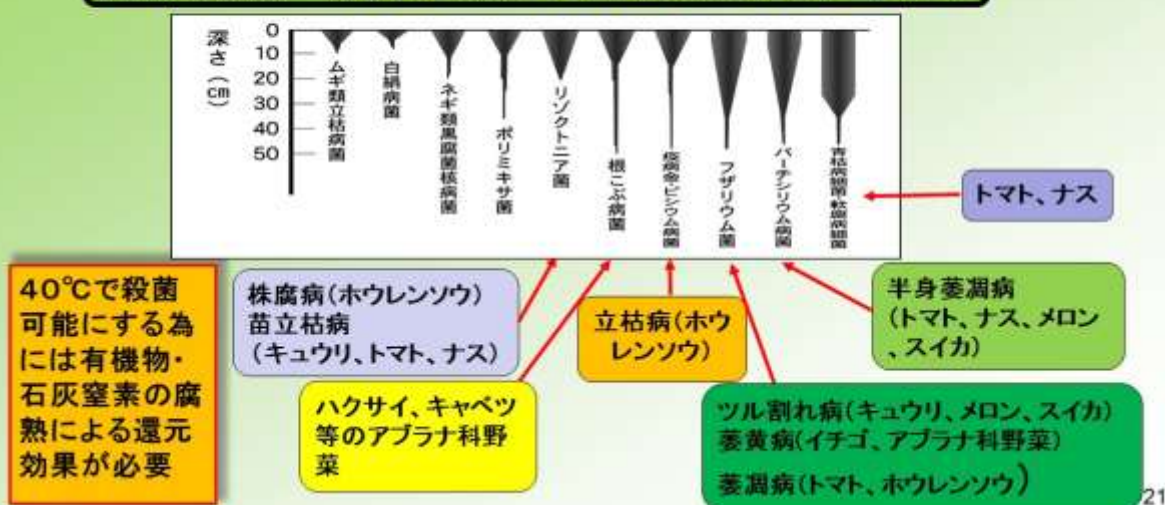 深さ(cm)
0
10
20
30
40
50
ムギ類立枯病菌
白絹病菌
ネギ類黒腐菌核病菌
ポリミキサ菌
リゾクトニア菌
根こぶ病菌
疫病菌・ピシウム病菌
フザリウム菌
バーチシリウム病菌
青枯病細菌・軟腐病細菌
トマト、ナス
40℃で殺菌
可能にする為
には有機物・
石灰窒素の腐
熟による還元
効果が必要
株腐病(ホウレンソウ)
苗立枯病
(キュウリ、トマト、ナス)
立枯病(ホウ
レンソウ)
半身萎凋病
(トマト、ナス、メロン
、スイカ)
ハクサイ、キャベツ
等のアブラナ科野
菜
ツル割れ病(キュウリ、メロン、スイカ)
萎黄病(イチゴ、アブラナ科野菜)
萎凋病(トマト、ホウレンソウ)
21